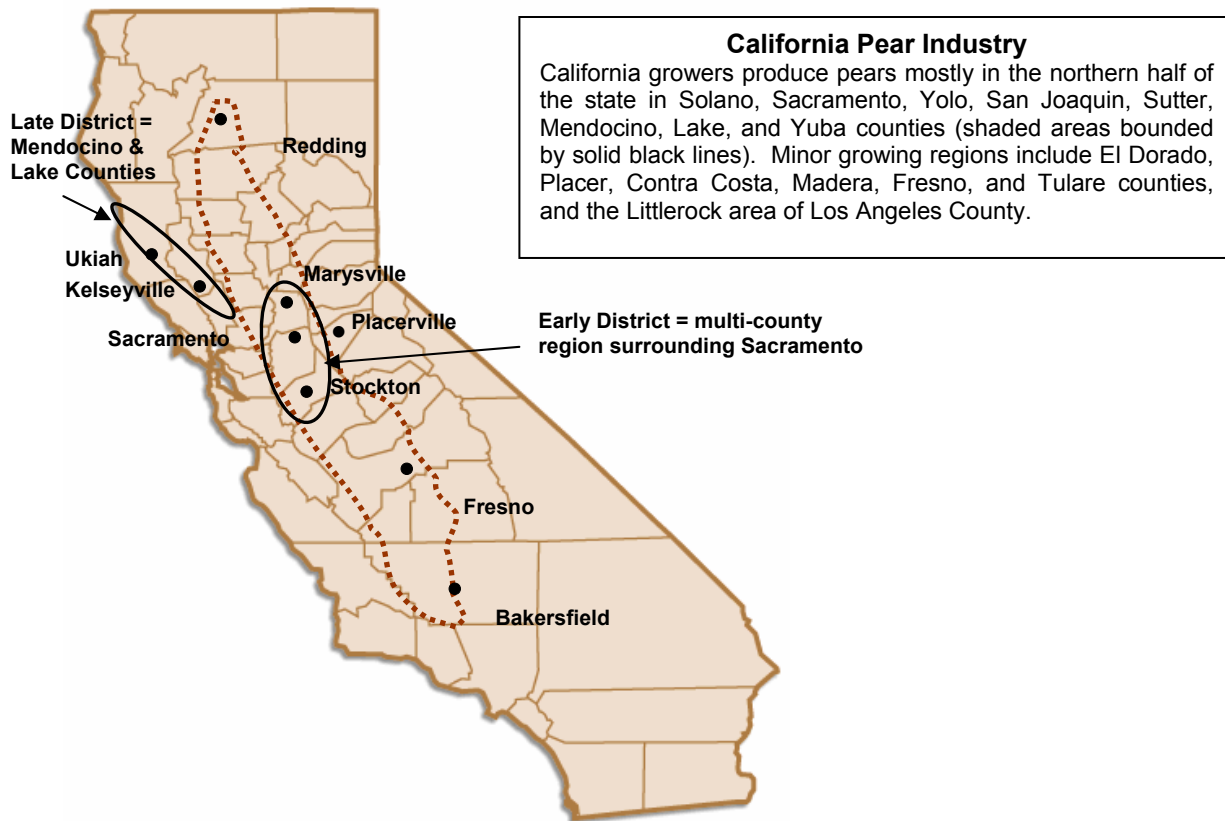 California Pear Industry
California growers produce pears mostly in the northern half of
the state in Solano, Sacramento, Yolo, San Joaquin, Sutter,
Mendocino, Lake, and Yuba counties (shaded areas bounded
by solid black lines). Minor growing regions include El Dorado,
Placer, Contra Costa, Madera, Fresno, and Tulare counties,
and the Littlerock area of Los Angeles County.
Late District =
Mendocino &
Lake Counties
Redding
Ukiah
Kelseyville
Marysville
Sacramento
Placerville
Early District = multi-county
region surrounding Sacramento
Stockton
Fresno
Bakersfield